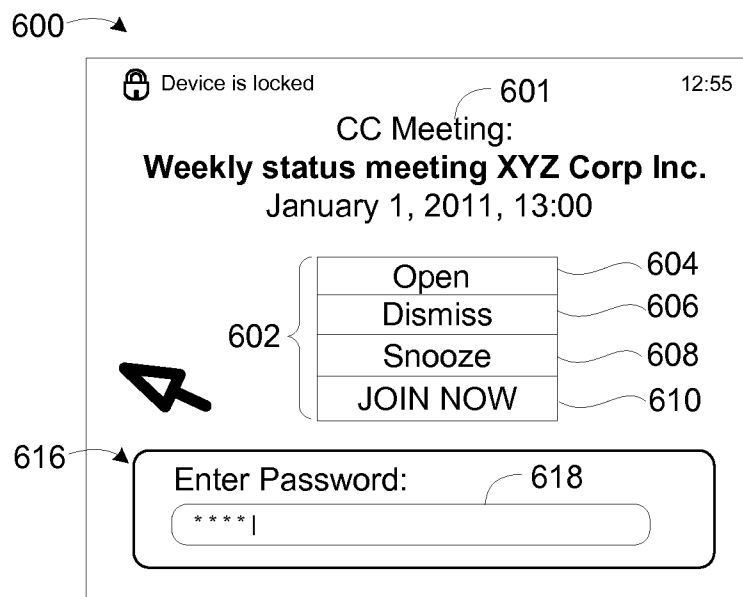 600
Device is locked 601 12:55
CC Meeting:
Weekly status meeting XYZ Corp Inc.
January 1, 2011, 13:00
Open 604
Dismiss 606
602
Snooze 608
JOIN NOW 610
616
Enter Password: 618
****|